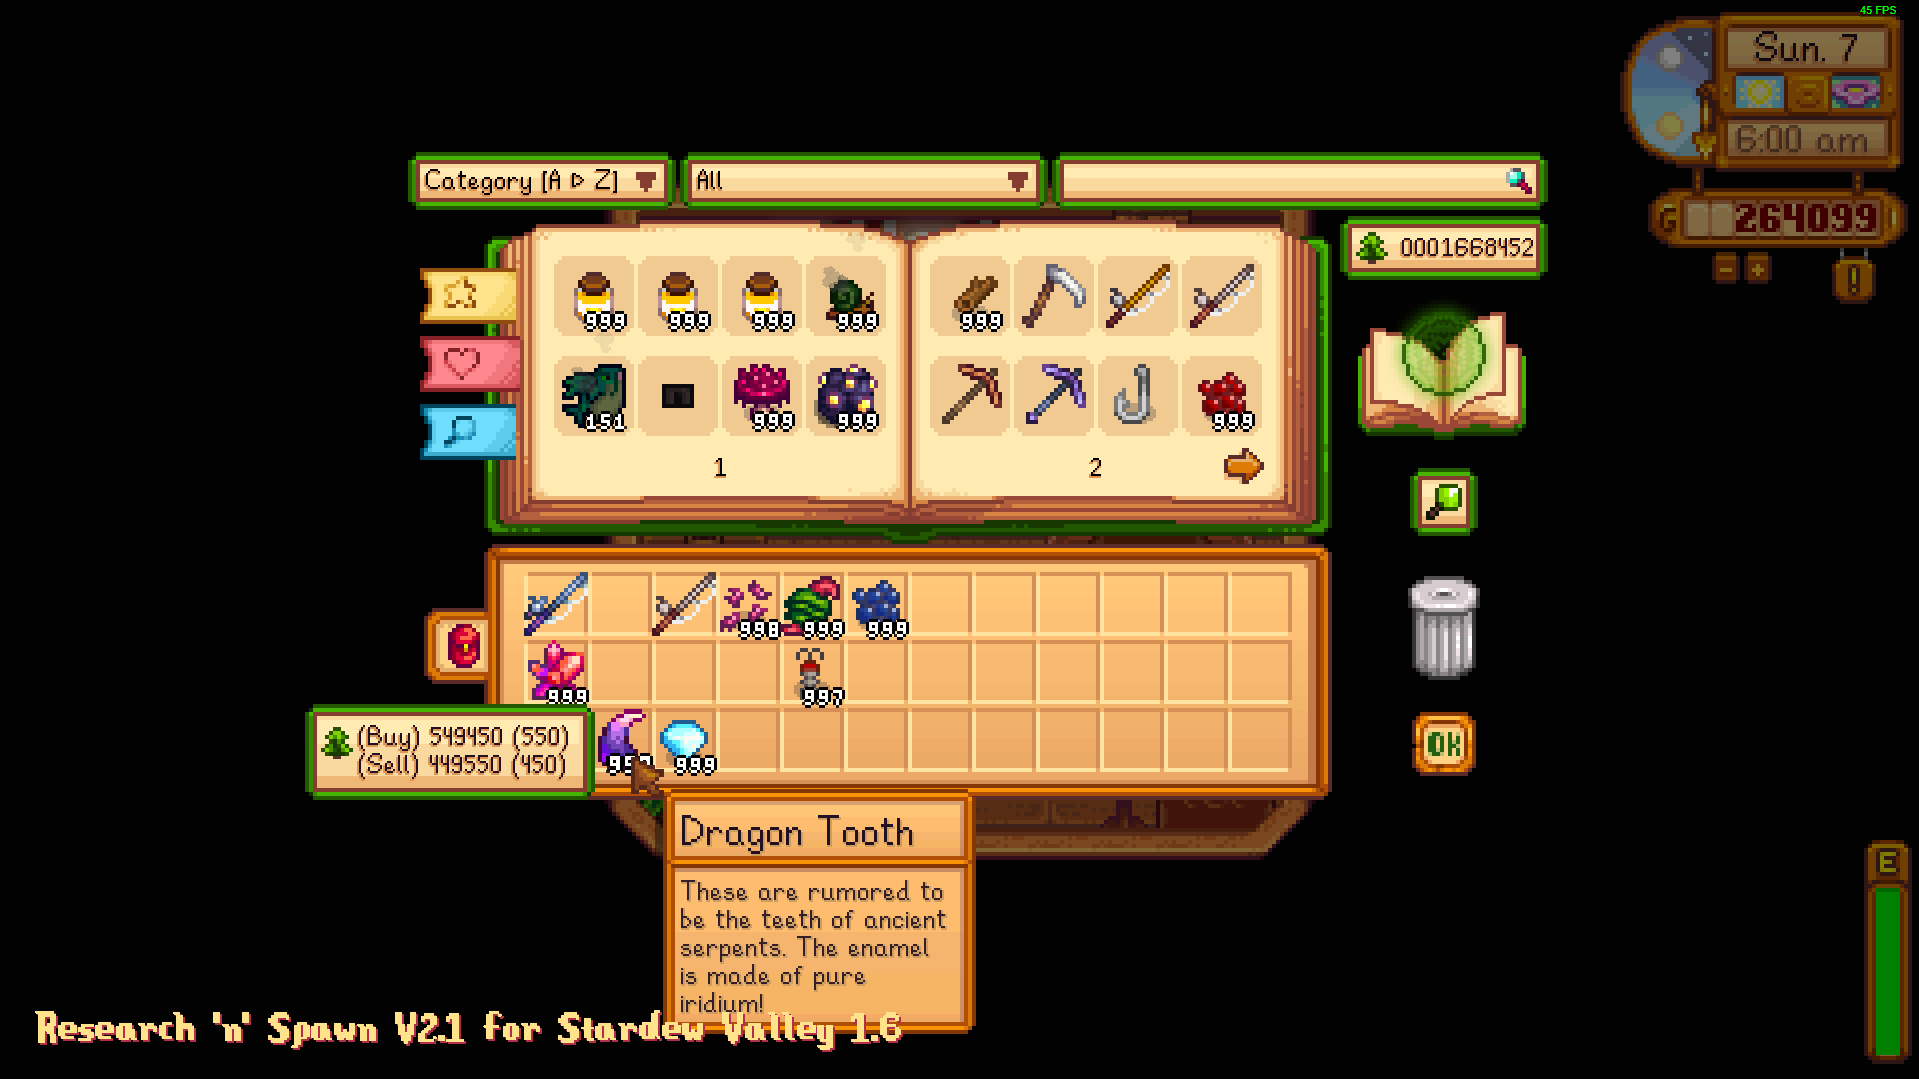 45 FPS
Sun. 7
6:00 am
264099
Category [A ▷ Z]
All
0001668452
999
999
999
999
999
151
999
999
999
1
2
998
999
999
999
997
(Buy) 549450 (550)
(Sell) 449550 (450)
999
OK
Dragon Tooth
These are rumored to
be the teeth of ancient
serpents. The enamel
is made of pure
iridium!
E
Research 'n' Spawn V2.1 for Stardew Valley 1.6